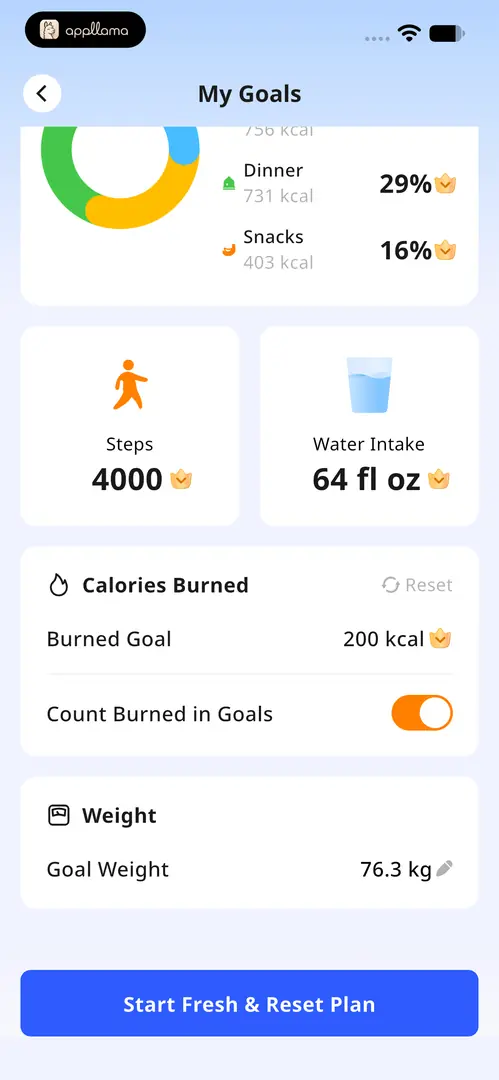 appllama
My Goals
756 kcal
Dinner
731 kcal
29%
Snacks
403 kcal
16%
Steps
4000
Water Intake
64 fl oz
Calories Burned
Reset
Burned Goal
200 kcal
Count Burned in Goals
Weight
Goal Weight
76.3 kg
Start Fresh & Reset Plan